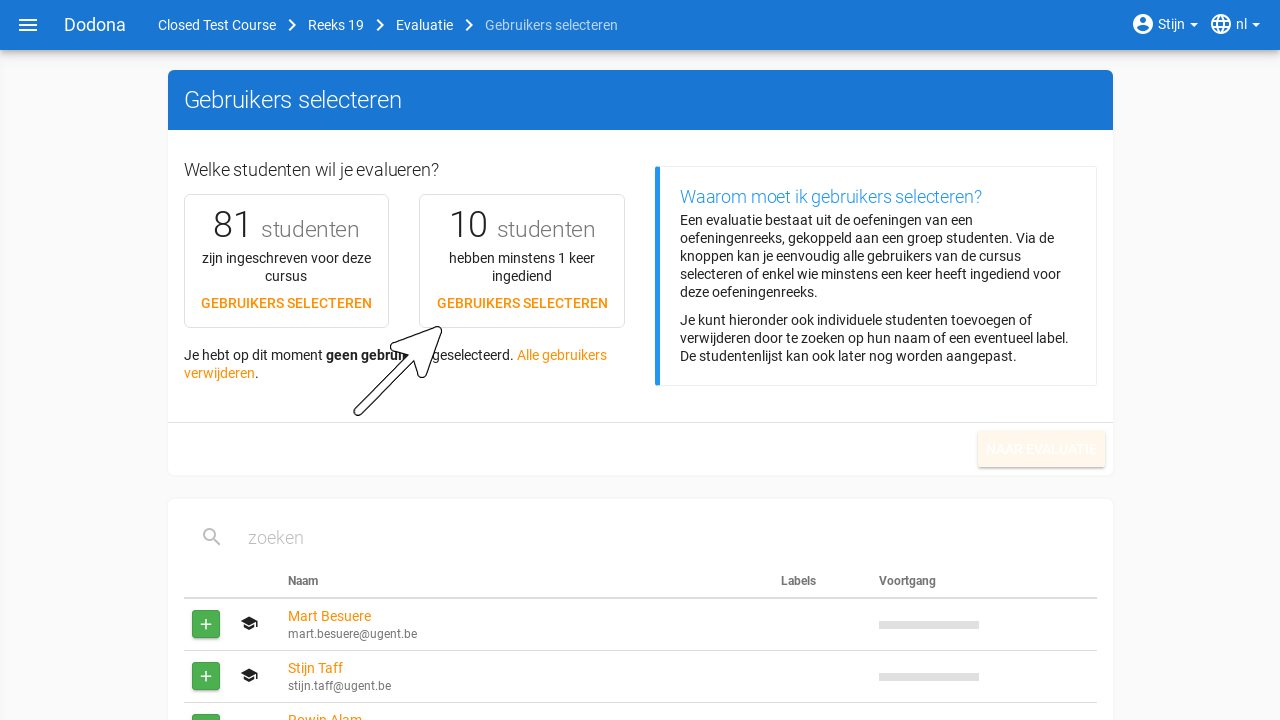 Dodona
Closed Test Course
Reeks 19
Evaluatie
Gebruikers selecteren
Stijn
nl
Gebruikers selecteren
Welke studenten wil je evalueren?
81 studenten
zijn ingeschreven voor deze
cursus
GEBRUIKERS SELECTEREN
10 studenten
hebben minstens 1 keer
ingediend
GEBRUIKERS SELECTEREN
Je hebt op dit moment geen geselecteerd. Alle gebruikers
verwijderen.
Waarom moet ik gebruikers selecteren?
Een evaluatie bestaat uit de oefeningen van een
oefeningenreeks, gekoppeld aan een groep studenten. Via de
knoppen kan je eenvoudig alle gebruikers van de cursus
selecteren of enkel wie minstens een keer heeft ingediend voor
deze oefeningenreeks.
Je kunt hieronder ook individuele studenten toevoegen of
verwijderen door te zoeken op hun naam of een eventueel label.
De studentenlijst kan ook later nog worden aangepast.
NAAR EVALUATIE
zoeken
Naam
Labels
Voortgang
Mart Besuere
mart.besuere@ugent.be
Stijn Taff
stijn.taff@ugent.be
Rowin Alam